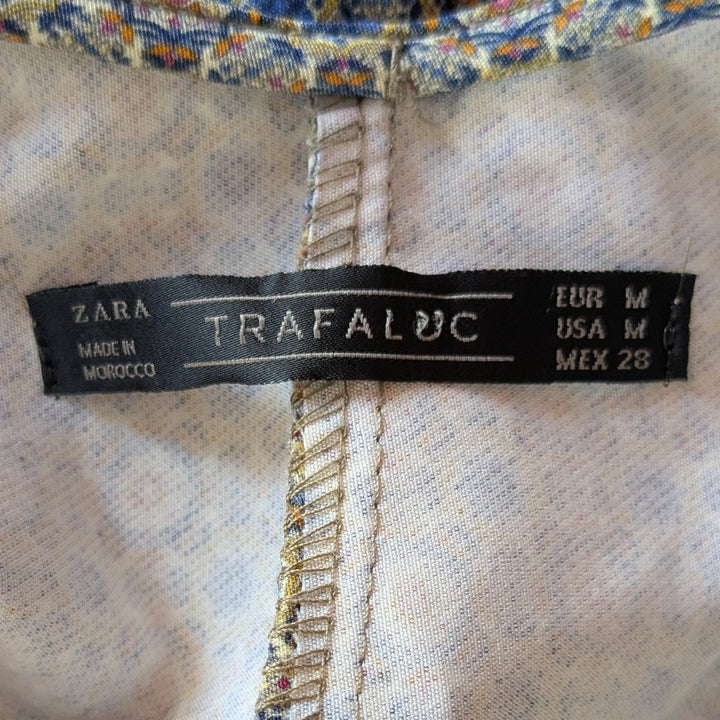 ZARA
MADE IN
MOROCCO
TRAFALUC
EUR M
USA M
MEX 28